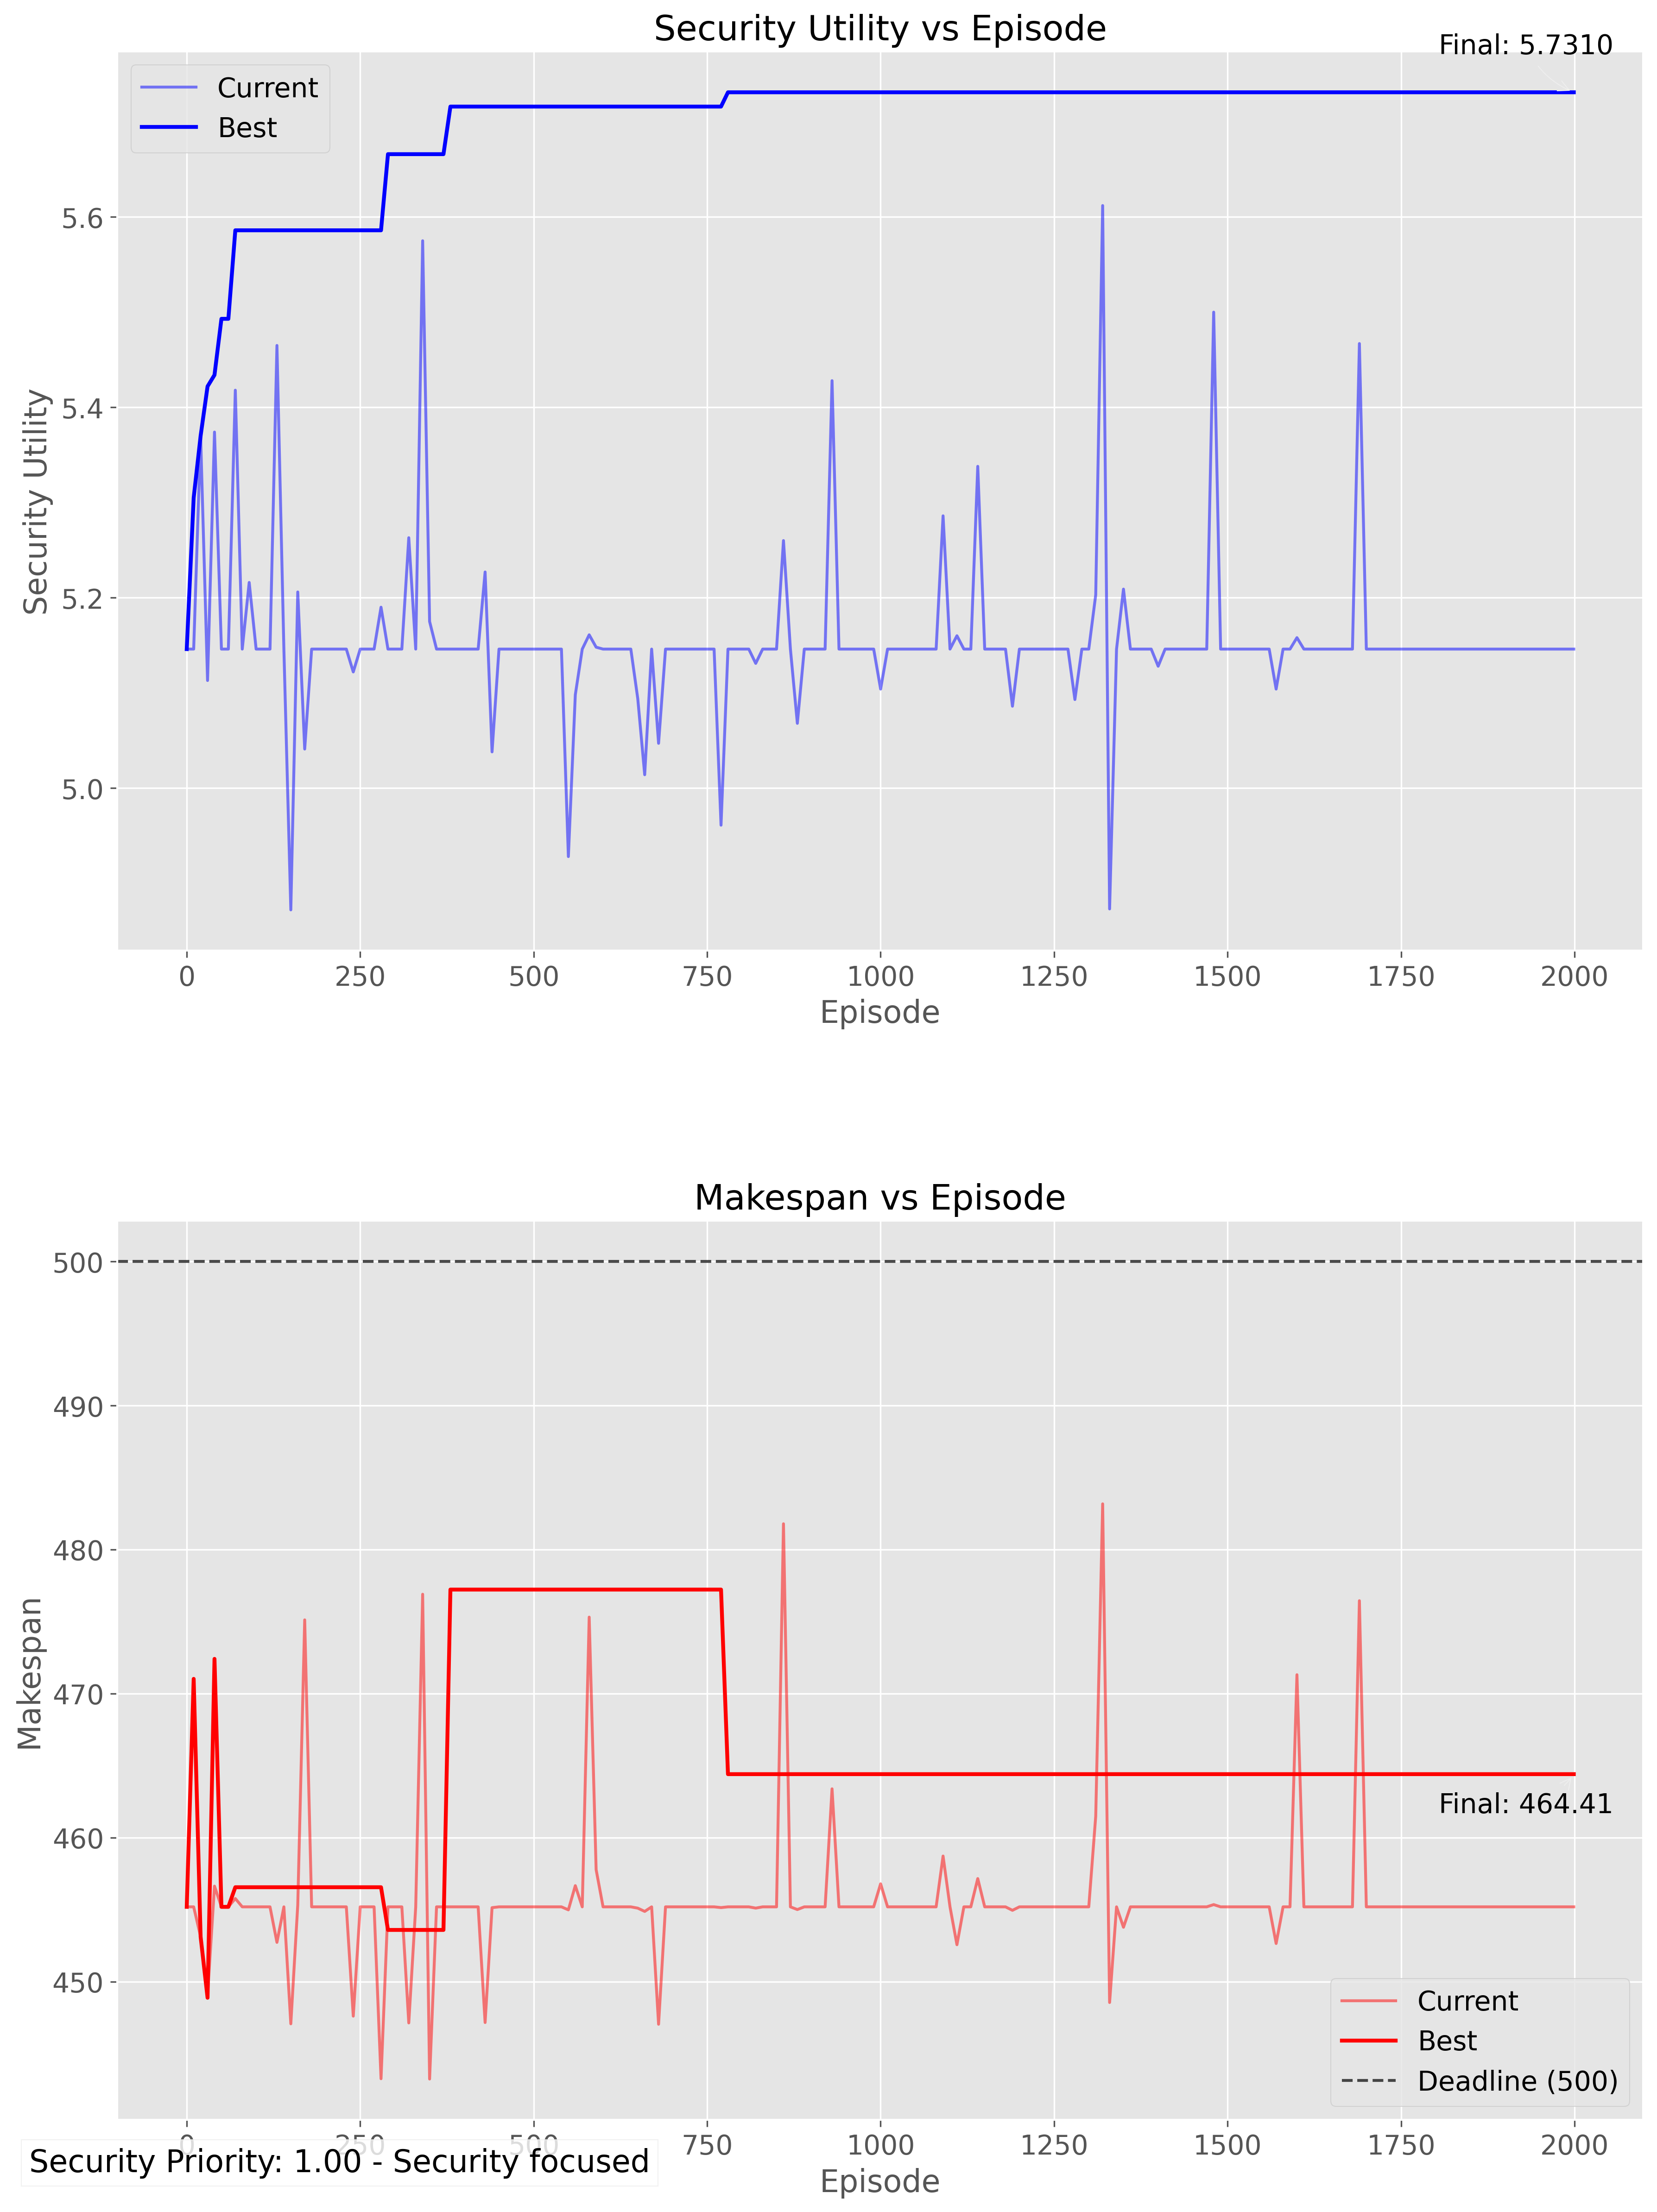 Security Utility vs Episode
Final: 5.7310
Current
Best
Security Utility
5.6
5.4
5.2
5.0
0 250 500 750 1000 1250 1500 1750 2000
Episode
Makespan vs Episode
Makespan
500
490
480
470
460
450
Final: 464.41
Current
Best
Deadline (500)
0 250 500 750 1000 1250 1500 1750 2000
Episode
Security Priority: 1.00 - Security focused